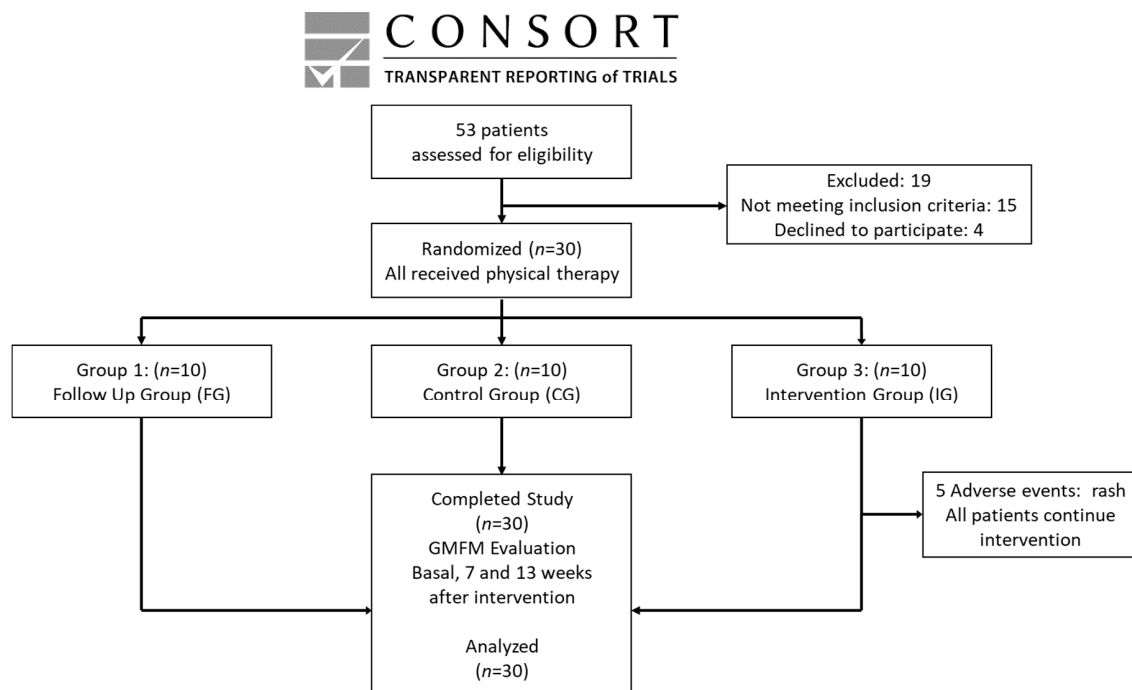 CONSORT
TRANSPARENT REPORTING of TRIALS
53 patients
assessed for eligibility
Excluded: 19
Not meeting inclusion criteria: 15
Declined to participate: 4
Randomized (n=30)
All received physical therapy
Group 1: (n=10)
Follow Up Group (FG)
Group 2: (n=10)
Control Group (CG)
Group 3: (n=10)
Intervention Group (IG)
5 Adverse events: rash
All patients continue
intervention
Completed Study
(n=30)
GMFM Evaluation
Basal, 7 and 13 weeks
after intervention
Analyzed
(n=30)